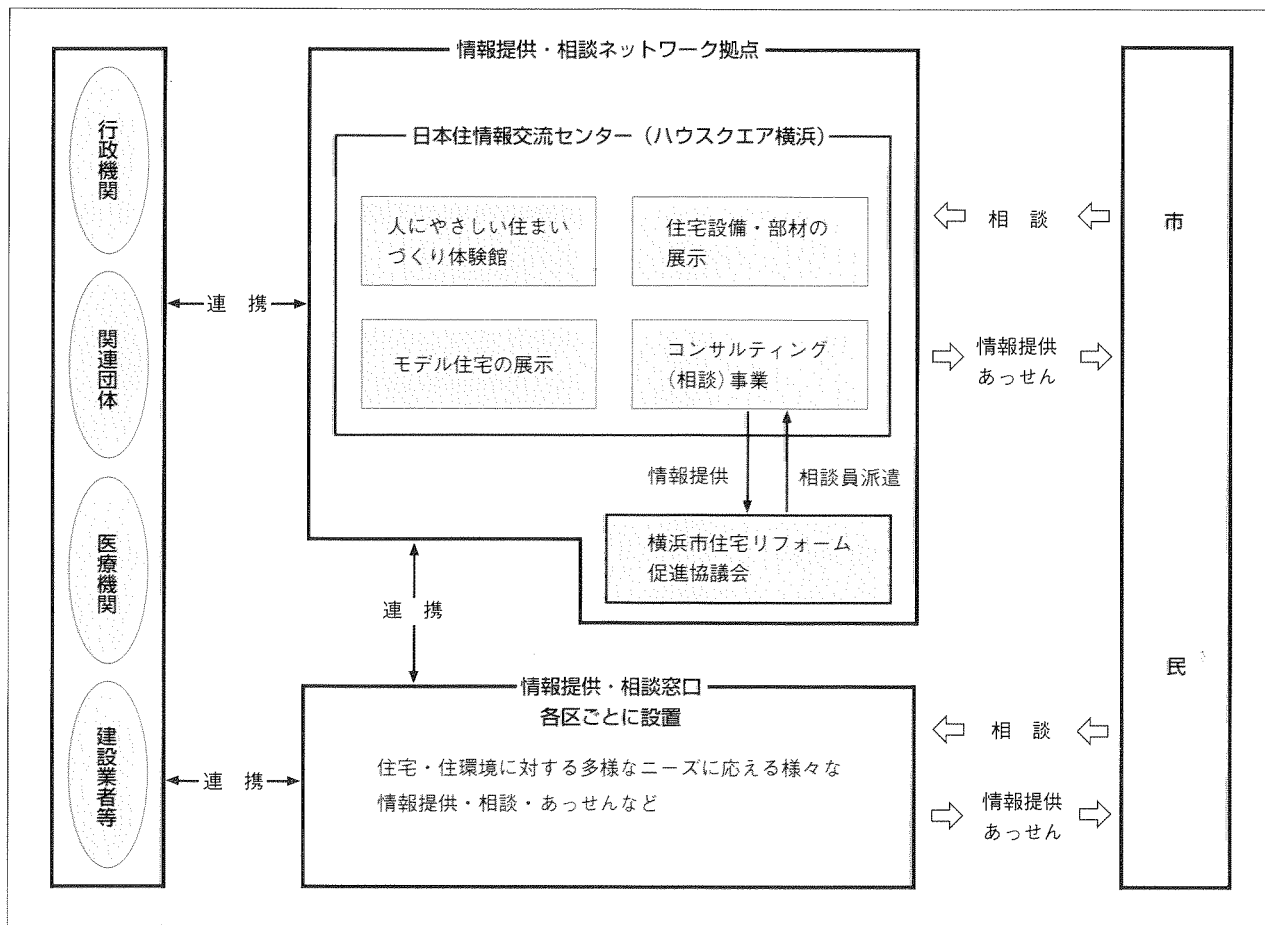 行政機関
関連団体
医療機関
建設業者等
連 携
連 携
情報提供・相談ネットワーク拠点
日本住情報交流センター（ハウスクエア横浜）
人にやさしい住まい
づくり体験館
住宅設備・部材の
展示
モデル住宅の展示
コンサルティング
(相談)事業
情報提供
相談員派遣
横浜市住宅リフォーム
促進協議会
連 携
情報提供・相談窓口
各区ごとに設置
住宅・住環境に対する多様なニーズに応える様々な
情報提供・相談・あっせんなど
相 談
情報提供
あっせん
相 談
情報提供
あっせん
市
民